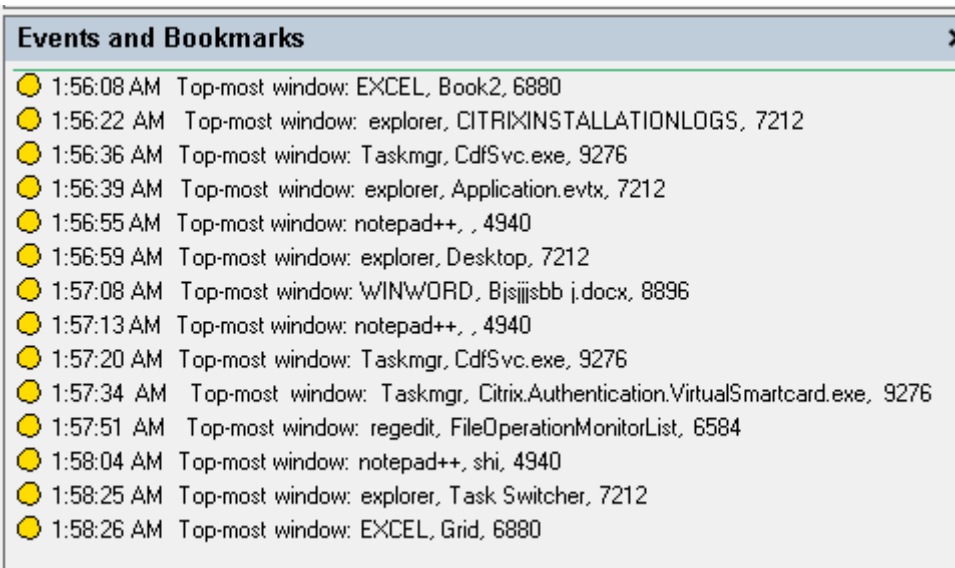 Events and Bookmarks
1:56:08 AM Top-most window: EXCEL, Book2, 6880
1:56:22 AM Top-most window: explorer, CITRIXINSTALLATIONLOGS, 7212
1:56:36 AM Top-most window: Taskmgr, CdfSvc.exe, 9276
1:56:39 AM Top-most window: explorer, Application.evtx, 7212
1:56:55 AM Top-most window: notepad++, , 4940
1:56:59 AM Top-most window: explorer, Desktop, 7212
1:57:08 AM Top-most window: WINWORD, Bjsjjjsbb j.docx, 8896
1:57:13 AM Top-most window: notepad++, , 4940
1:57:20 AM Top-most window: Taskmgr, CdfSvc.exe, 9276
1:57:34 AM Top-most window: Taskmgr, Citrix.Authentication.VirtualSmartcard.exe, 9276
1:57:51 AM Top-most window: regedit, FileOperationMonitorList, 6584
1:58:04 AM Top-most window: notepad++, shi, 4940
1:58:25 AM Top-most window: explorer, Task Switcher, 7212
1:58:26 AM Top-most window: EXCEL, Grid, 6880